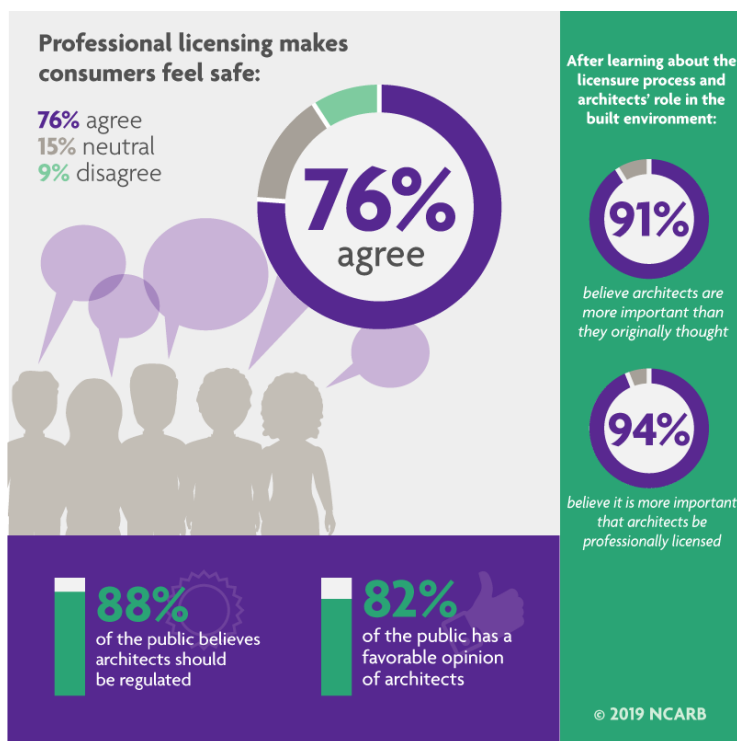 Professional licensing makes
consumers feel safe:
76% agree
15% neutral
9% disagree
76%
agree
After learning about the
licensure process and
architects' role in the
built environment:
91%
believe architects are
more important than
they originally thought
94%
believe it is more important
that architects be
professionally licensed
88%
of the public believes
architects should
be regulated
82%
of the public has a
favorable opinion
of architects
© 2019 NCARB